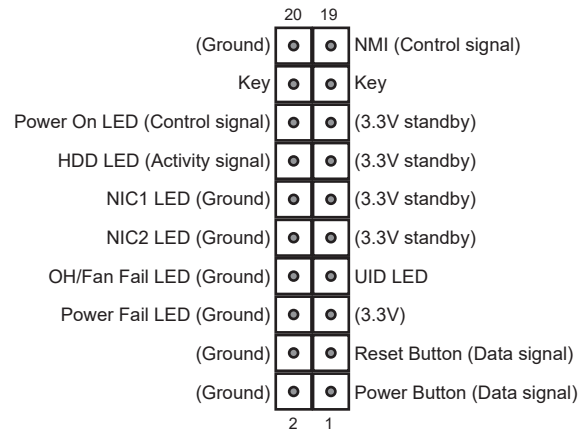 20 19
(Ground) NMI (Control signal)
Key Key
Power On LED (Control signal) (3.3V standby)
HDD LED (Activity signal) (3.3V standby)
NIC1 LED (Ground) (3.3V standby)
NIC2 LED (Ground) (3.3V standby)
OH/Fan Fail LED (Ground) UID LED
Power Fail LED (Ground) (3.3V)
(Ground) Reset Button (Data signal)
(Ground) Power Button (Data signal)
2 1